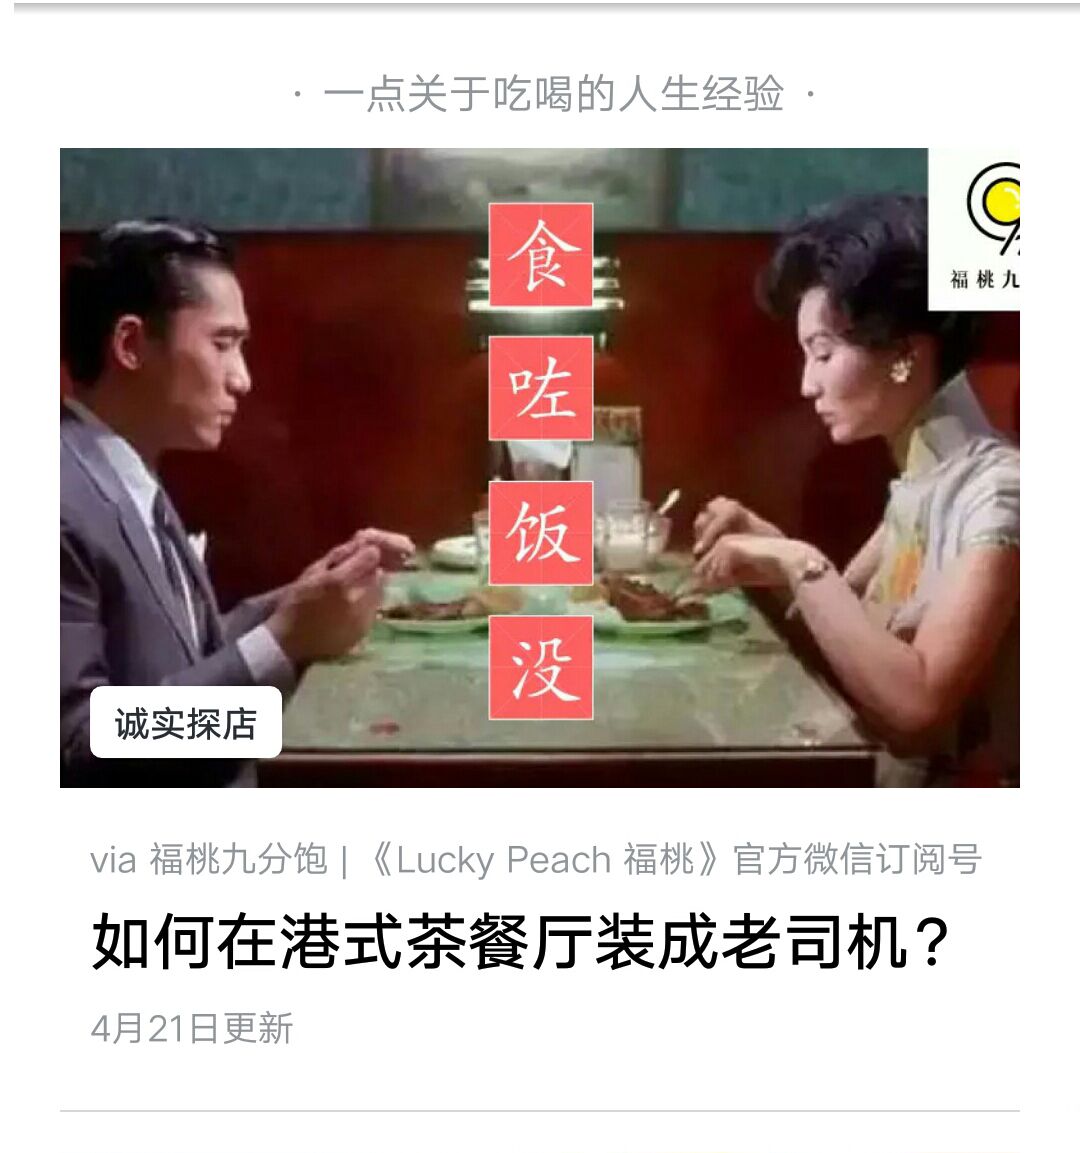 · 一点关于吃喝的人生经验 ·
福桃九
食
咗
饭
没
诚实探店
via 福桃九分饱 | 《Lucky Peach 福桃》官方微信订阅号
如何在港式茶餐厅装成老司机?
4月21日更新